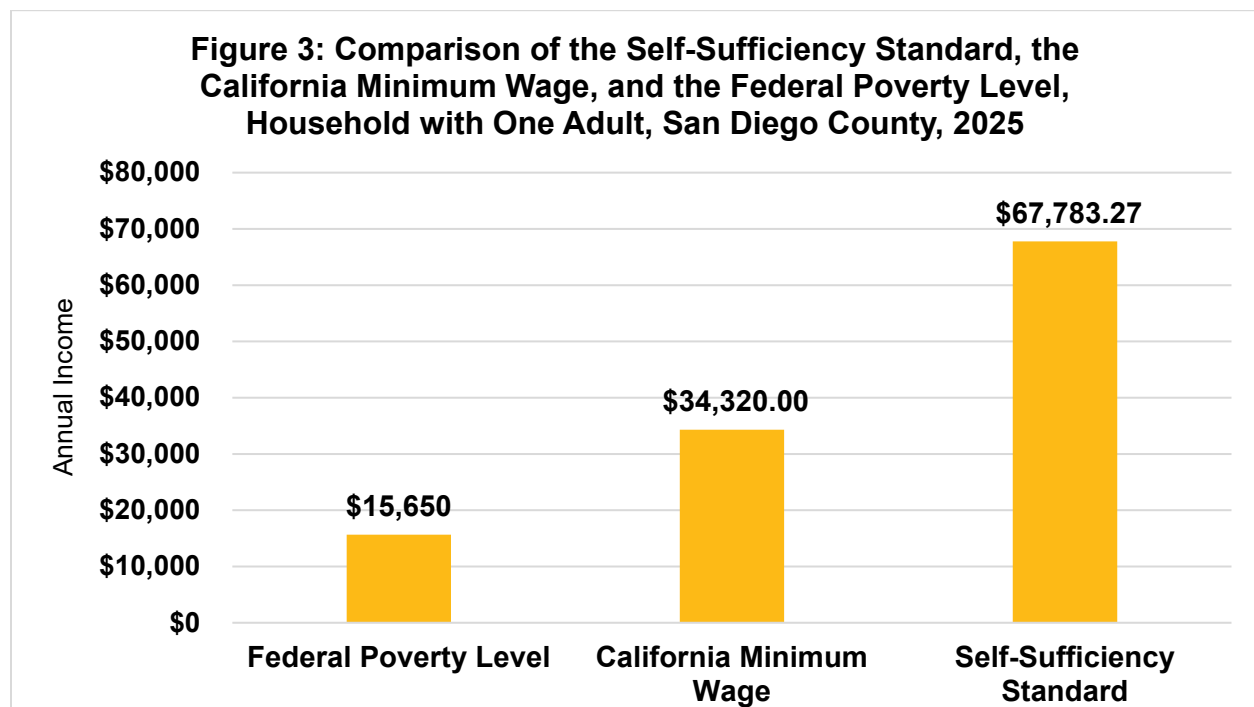 Figure 3: Comparison of the Self-Sufficiency Standard, the
California Minimum Wage, and the Federal Poverty Level,
Household with One Adult, San Diego County, 2025
Annual Income
$80,000
$70,000
$60,000
$50,000
$40,000
$30,000
$20,000
$10,000
$0
$15,650
$34,320.00
$67,783.27
Federal Poverty Level
California Minimum
Wage
Self-Sufficiency
Standard